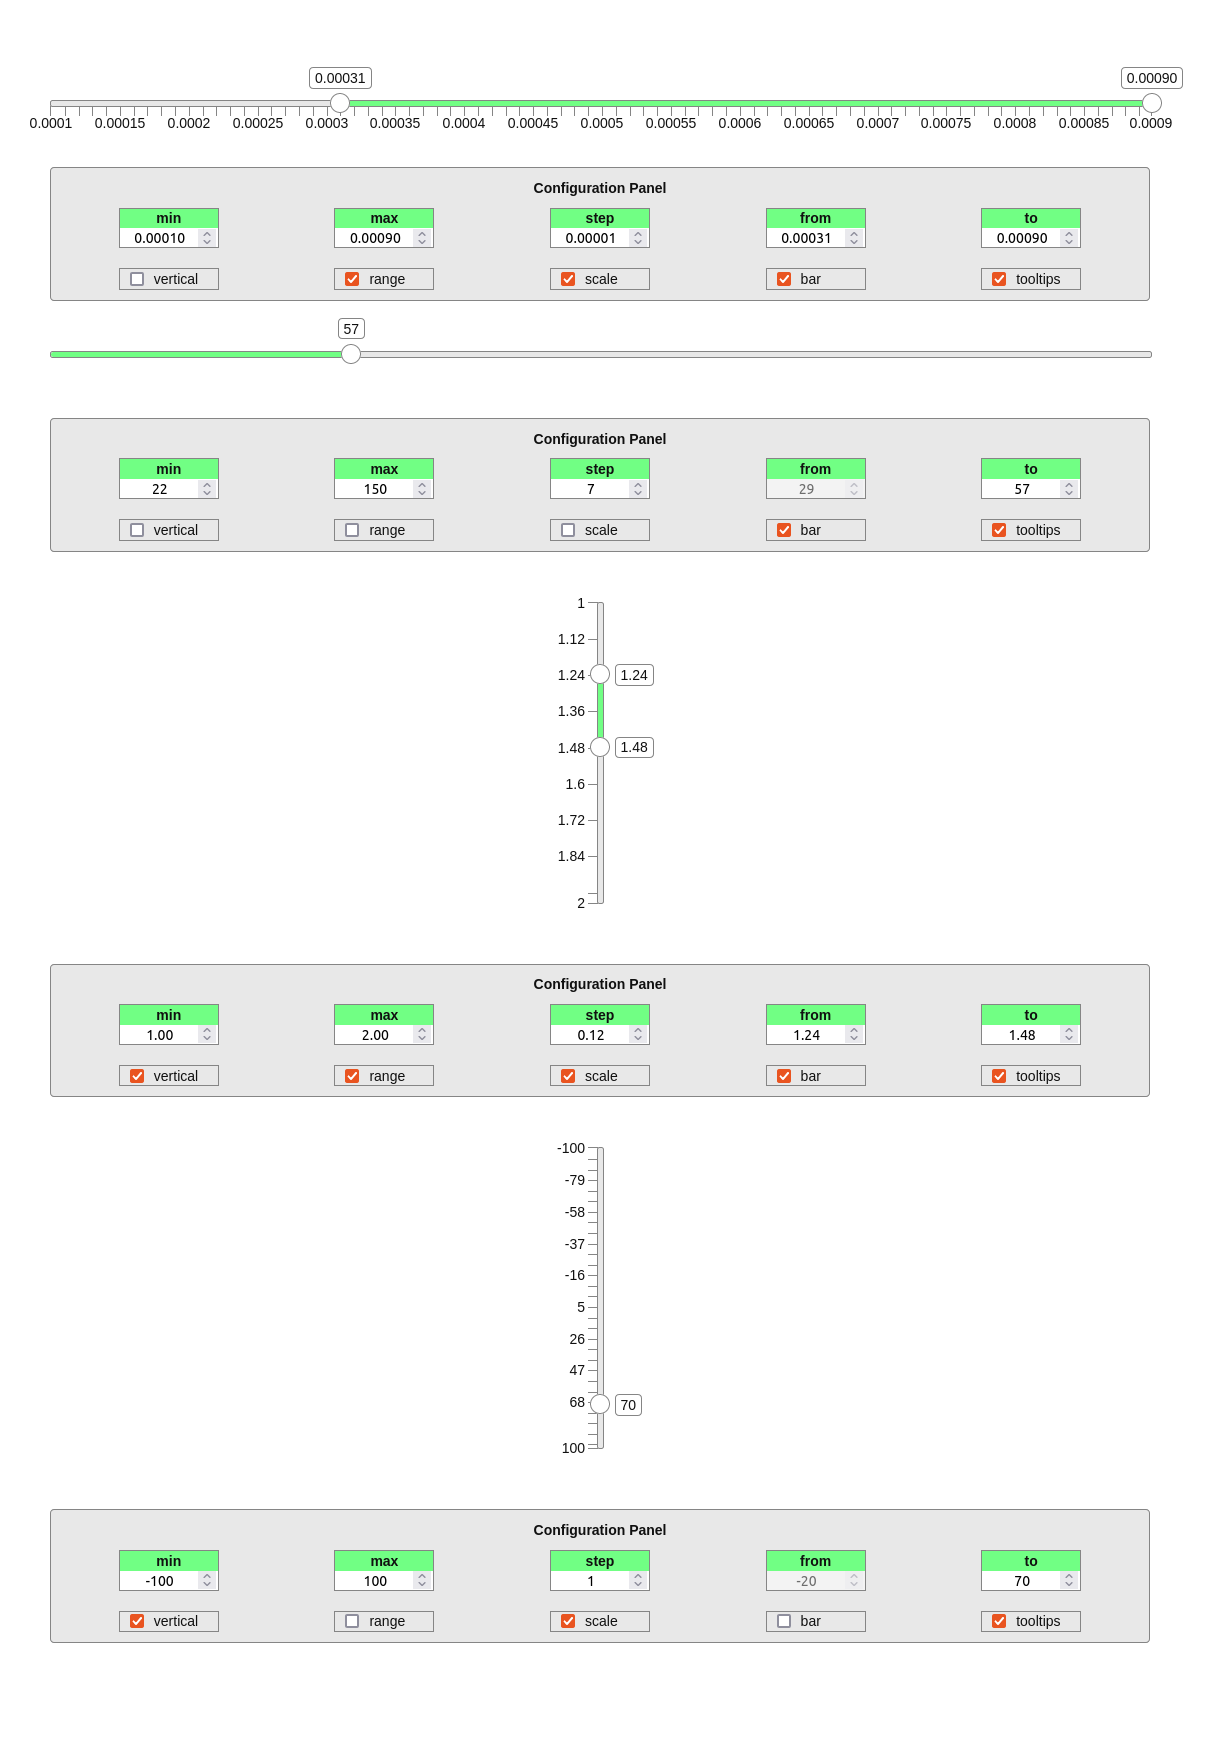 0.00031 0.00090
0.0001 0.00015 0.0002 0.00025 0.0003 0.00035 0.0004 0.00045 0.0005 0.00055 0.0006 0.00065 0.0007 0.00075 0.0008 0.00085 0.0009
Configuration Panel
min max step from to
0.00010 0.00090 0.00001 0.00031 0.00090
vertical range scale bar tooltips
57
Configuration Panel
min max step from to
22 150 7 29 57
vertical range scale bar tooltips
1
1.12
1.24 1.24
1.36
1.48 1.48
1.6
1.72
1.84
2
Configuration Panel
min max step from to
1.00 2.00 0.12 1.24 1.48
vertical range scale bar tooltips
-100
-79
-58
-37
-16
5
26
47
68 70
100
Configuration Panel
min max step from to
-100 100 1 -20 70
vertical range scale bar tooltips